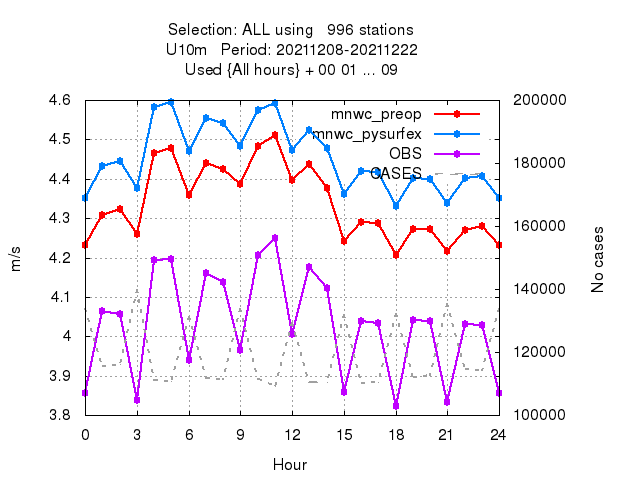 Selection: ALL using   996 stations
U10m   Period: 20211208-20211222
Used {All hours} + 00 01 ... 09
mnwc_preop
mnwc_pysurfex
OBS
CASES
4.6
4.5
4.4
4.3
4.2
4.1
4
3.9
3.8
200000
180000
160000
140000
120000
100000
m/s
No cases
0 3 6 9 12 15 18 21 24
Hour